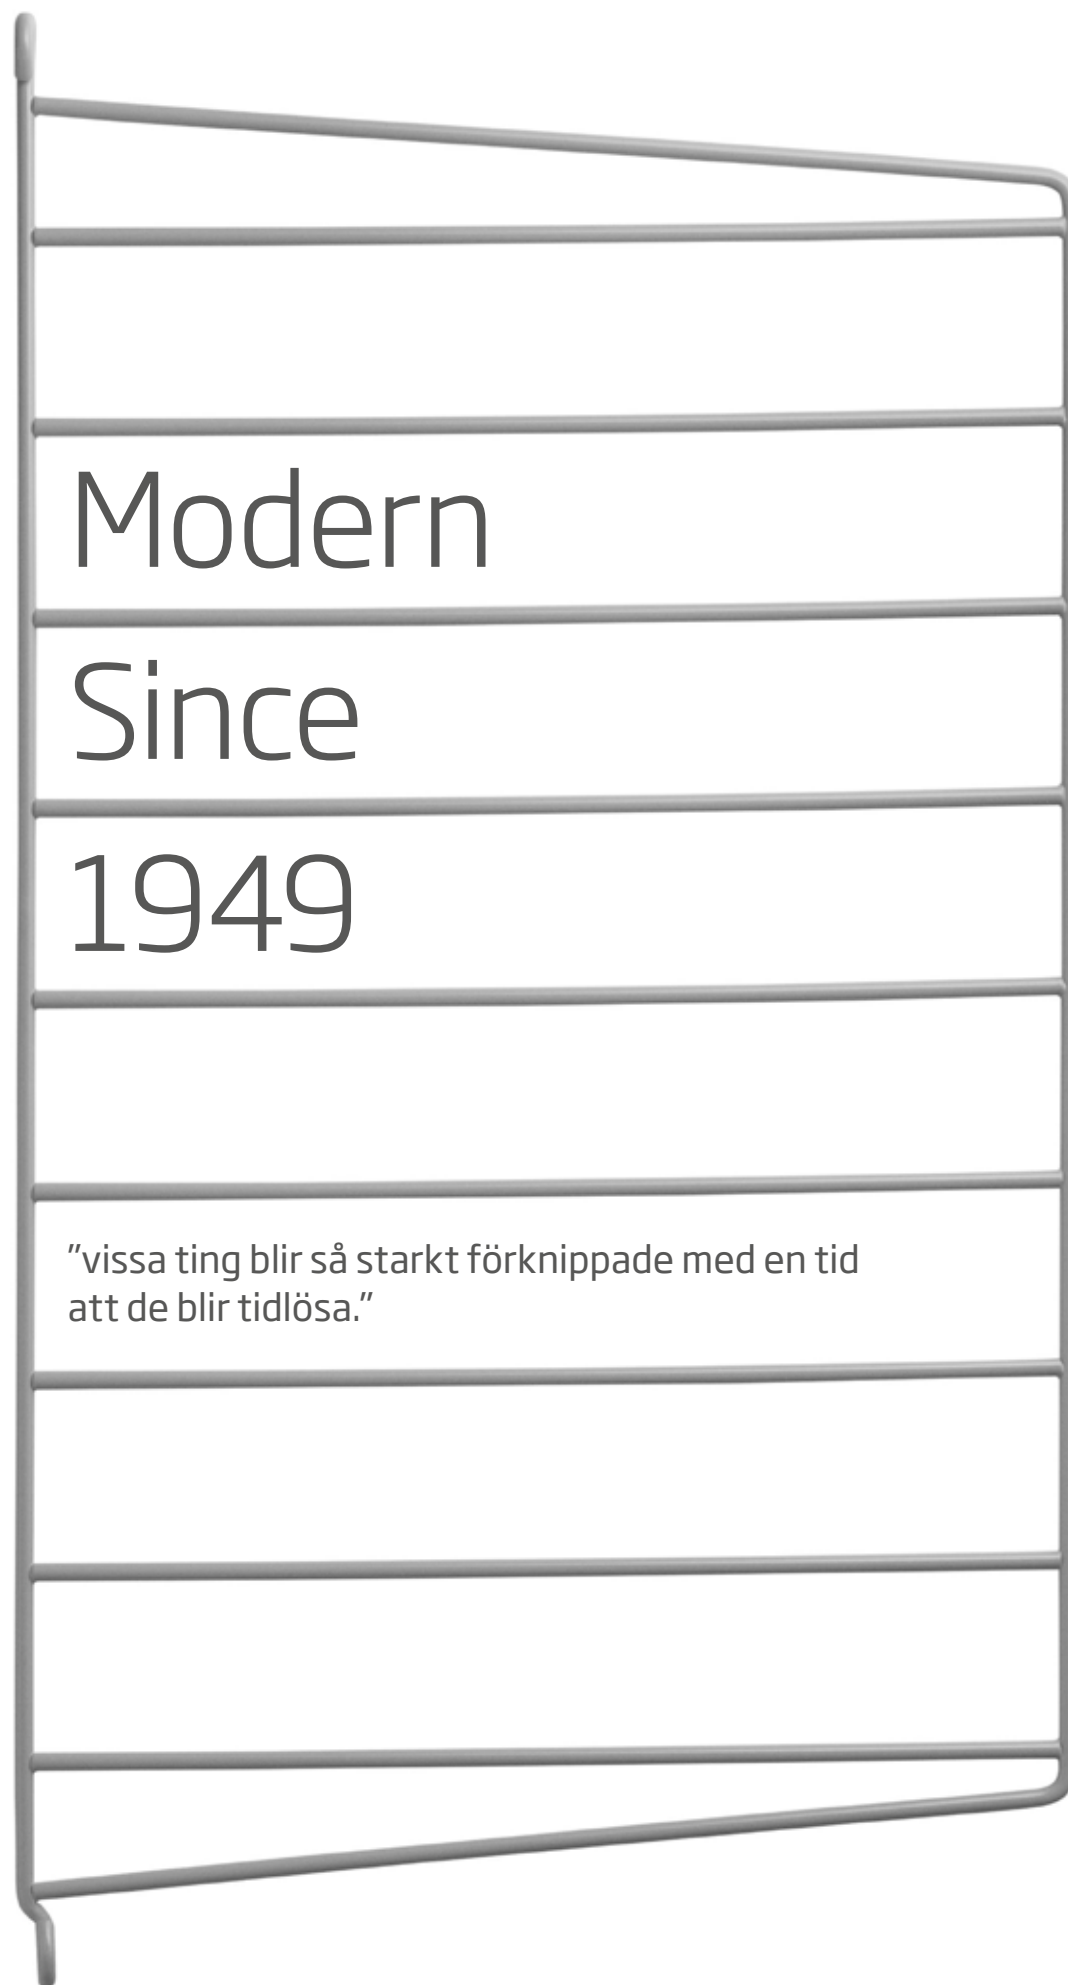 Modern
Since
1949
”vissa ting blir så starkt förknippade med en tid
att de blir tidlösa.”